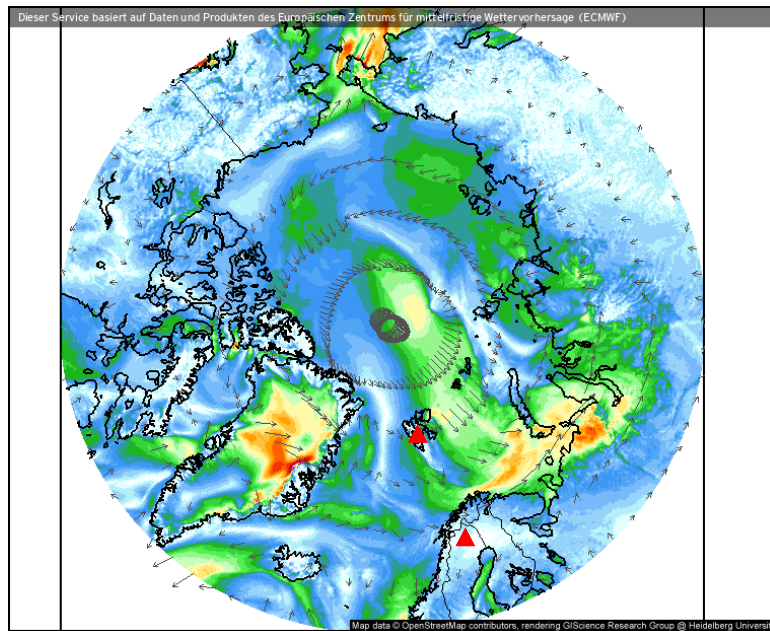 Dieser Service basiert auf Daten und Produkten des Europäischen Zentrums für mittelfristige Wettervorhersage (ECMWF)
Map data © OpenStreetMap contributors, rendering GIScience Research Group @ Heidelberg Universi